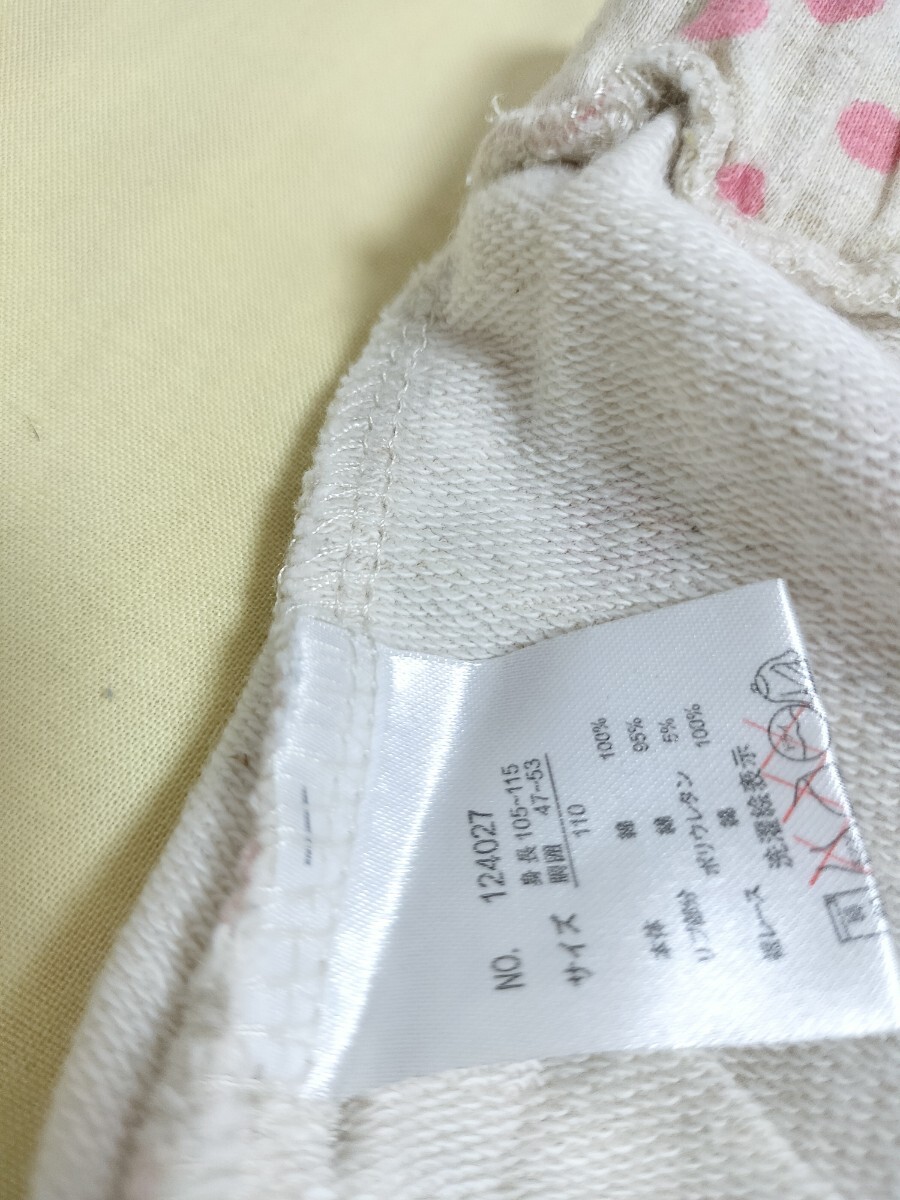 NO. 124027
サイズ
身長 105~115
胸囲 47~53
110
本体 綿 100%
リブ部分 綿 95%
ポリウレタン 5%
綿レース 綿 100%
洗濯絵表示